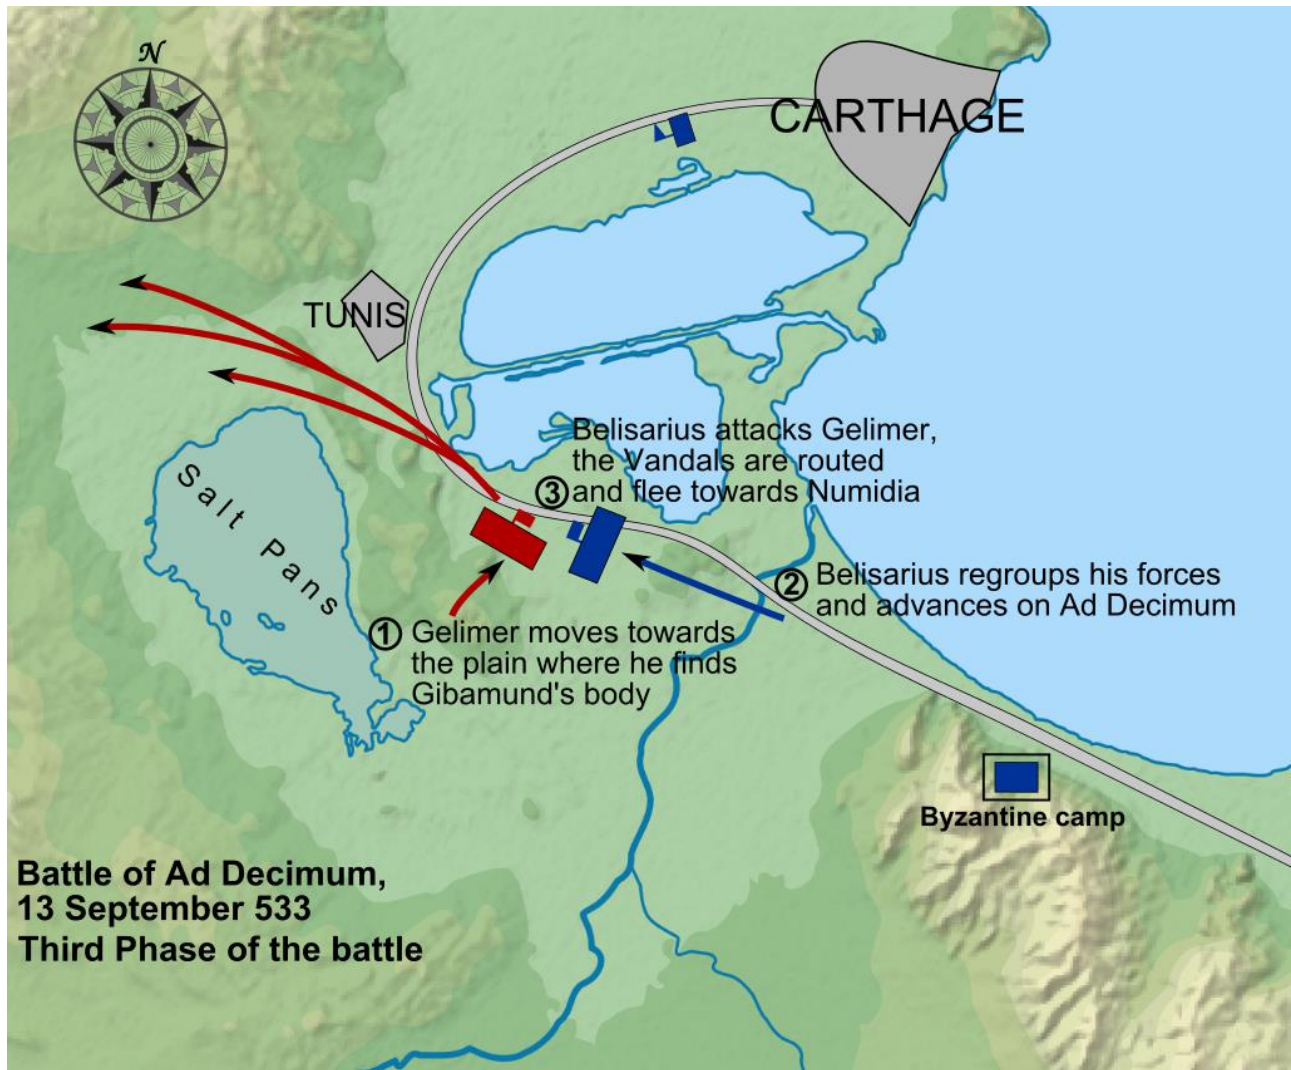 N
CARTHAGE
TUNIS
Salt Pans
Belisarius attacks Gelimer,
the Vandals are routed
③ and flee towards Numidia
② Belisarius regroups his forces
and advances on Ad Decimum
① Gelimer moves towards
the plain where he finds
Gibamund's body
Byzantine camp
Battle of Ad Decimum,
13 September 533
Third Phase of the battle